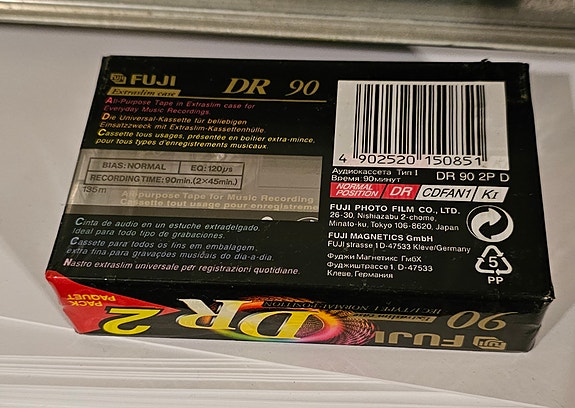 FUJI
Extraslim case
DR 90
All-Purpose Tape in Extraslim case for
Everyday Music Recordings.
Die Universal-Kassette für beliebigen
Einsatzzweck mit Extraslim-Kassettenhülle.
Cassette tous usages, présentée en boîtier extra-mince,
pour tous types d'enregistrements musicaux.
BIAS: NORMAL EQ: 120µs
RECORDING TIME: 90min. (2×45min.)
135m
purpose Tape for Music Recording
Cassette tout usage pour enregistreme
Cinta de audio en un estuche extradelgado.
Ideal para todo tipo de grabaciones.
Cassete para todos os fins em embalagem
extra fina para gravações musicais do dia-a-dia.
Nastro extraslim universale per registrazioni quotidiane.
4 902520 150851
Аудиокассета Тип I
Время: 90минут
DR 90 2P D
NORMAL POSITION
DR
CDFAN1
K1
FUJI PHOTO FILM CO., LTD.
26-30, Nishiazabu 2-chome,
Minato-ku, Tokyo 106-8620, Japan
FUJI MAGNETICS GmbH
FUJI strasse 1 D-47533 Kleve/Germany
Фуджи Магнетикс Гмбх
Фуджиштрассе 1, D-47533
Клеве, Германия
5
PP
FUJI
Extraslim case
90
IEC TYPE I · NORMAL POSITION
DR
2
PACK
PAQUET